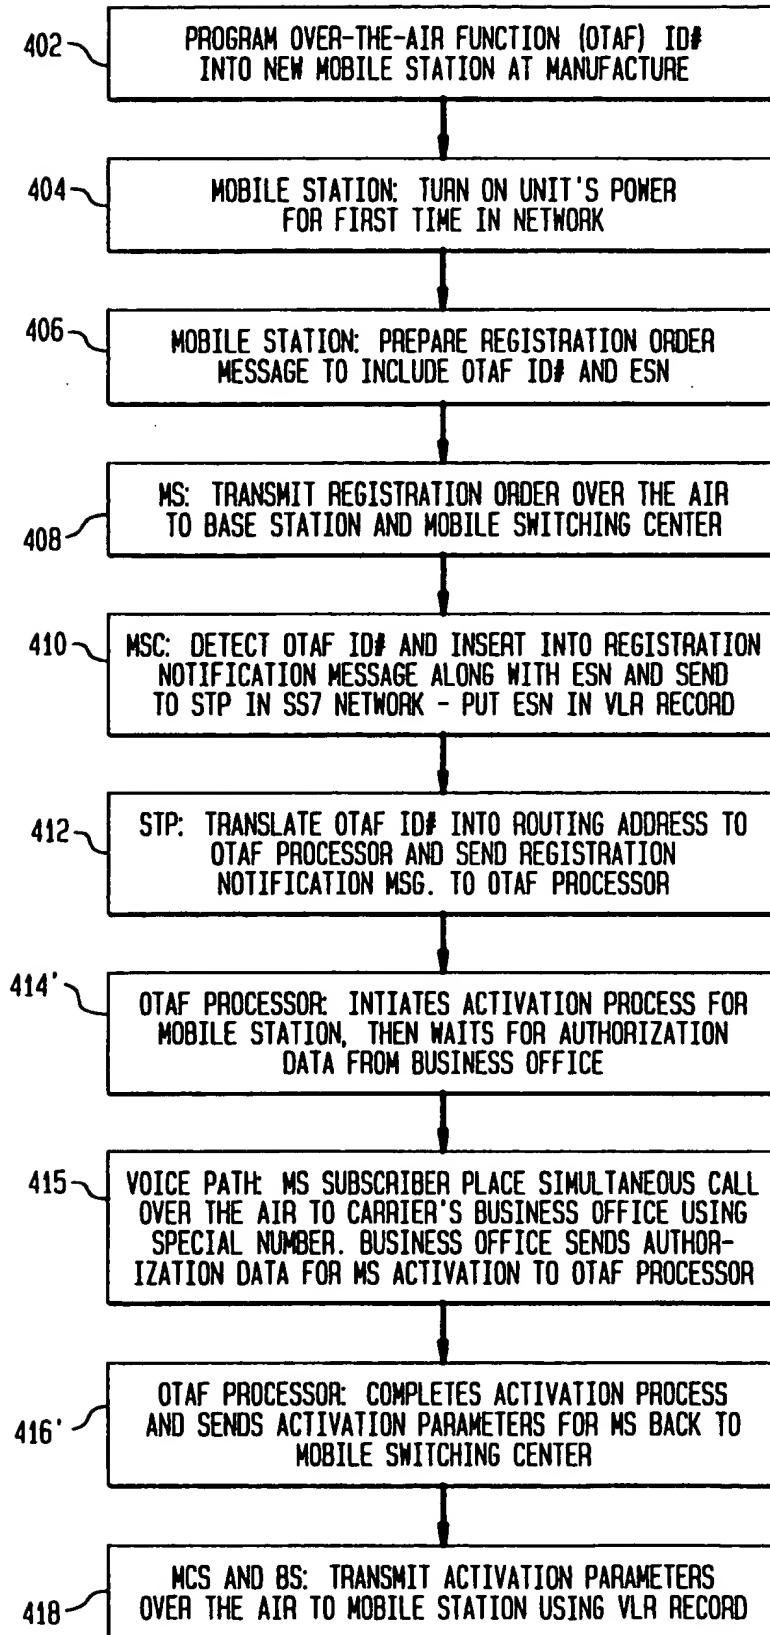 402
PROGRAM OVER-THE-AIR FUNCTION (OTAF) ID#
INTO NEW MOBILE STATION AT MANUFACTURE
404
MOBILE STATION: TURN ON UNIT'S POWER
FOR FIRST TIME IN NETWORK
406
MOBILE STATION: PREPARE REGISTRATION ORDER
MESSAGE TO INCLUDE OTAF ID# AND ESN
408
MS: TRANSMIT REGISTRATION ORDER OVER THE AIR
TO BASE STATION AND MOBILE SWITCHING CENTER
410
MSC: DETECT OTAF ID# AND INSERT INTO REGISTRATION
NOTIFICATION MESSAGE ALONG WITH ESN AND SEND
TO STP IN SS7 NETWORK - PUT ESN IN VLR RECORD
412
STP: TRANSLATE OTAF ID# INTO ROUTING ADDRESS TO
OTAF PROCESSOR AND SEND REGISTRATION
NOTIFICATION MSG. TO OTAF PROCESSOR
414'
OTAF PROCESSOR: INTIATES ACTIVATION PROCESS FOR
MOBILE STATION, THEN WAITS FOR AUTHORIZATION
DATA FROM BUSINESS OFFICE
415
VOICE PATH: MS SUBSCRIBER PLACE SIMULTANEOUS CALL
OVER THE AIR TO CARRIER'S BUSINESS OFFICE USING
SPECIAL NUMBER. BUSINESS OFFICE SENDS AUTHOR-
IZATION DATA FOR MS ACTIVATION TO OTAF PROCESSOR
416'
OTAF PROCESSOR: COMPLETES ACTIVATION PROCESS
AND SENDS ACTIVATION PARAMETERS FOR MS BACK TO
MOBILE SWITCHING CENTER
418
MCS AND BS: TRANSMIT ACTIVATION PARAMETERS
OVER THE AIR TO MOBILE STATION USING VLR RECORD